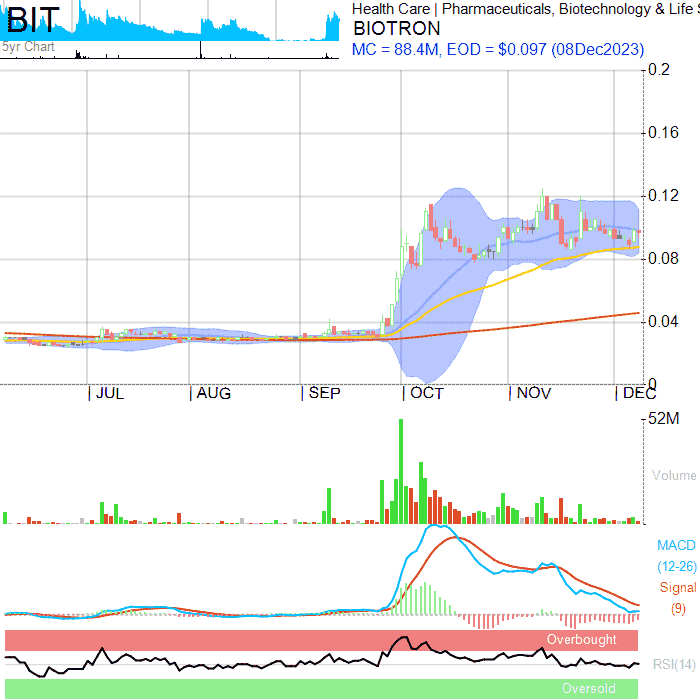 BIT
5yr Chart
Health Care | Pharmaceuticals, Biotechnology & Life S
BIOTRON
MC = 88.4M, EOD = $0.097 (08Dec2023)
0.2
0.16
0.12
0.08
0.04
0
JUL AUG SEP OCT NOV DEC
52M
Volume
MACD
(12-26)
Signal
(9)
Overbought
RSI(14)
Oversold